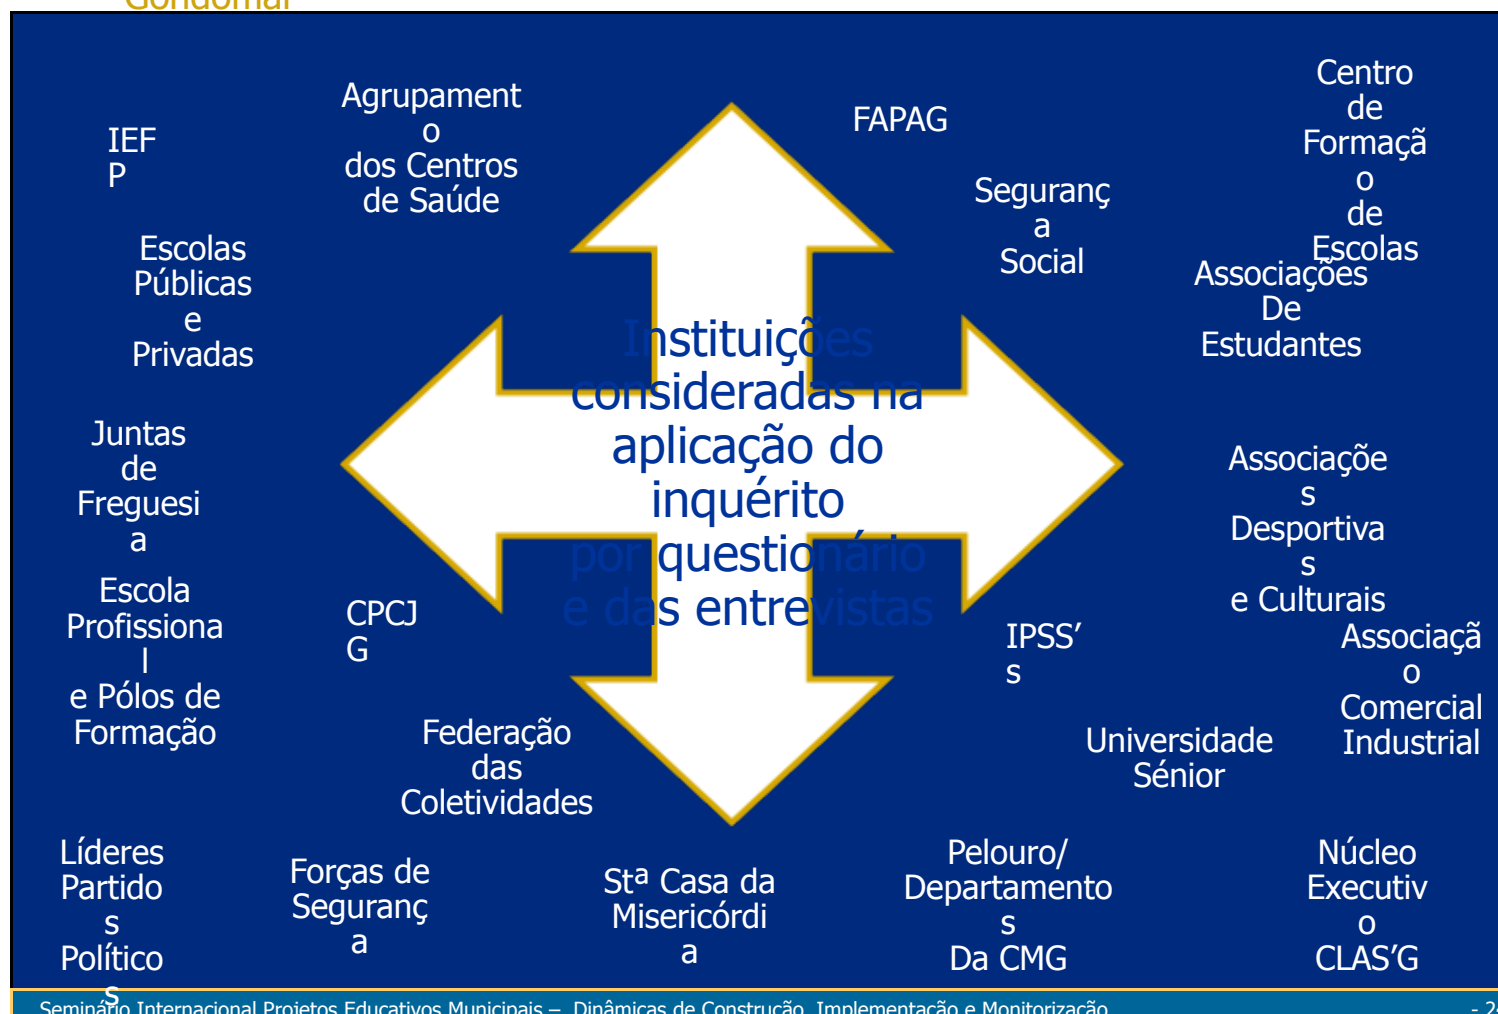 Gondomar
IEF
P
Agrupament
o
dos Centros
de Saúde
FAPAG
Centro
de
Formaçã
o
de
Escolas
Seguranç
a
Social
Escolas
Públicas
e
Privadas
Associações
De
Estudantes
Instituições
consideradas na
aplicação do
inquérito
por questionário
e das entrevistas
Juntas
de
Freguesi
a
Associaçõe
s
Desportiva
s
e Culturais
Escola
Profissiona
l
e Pólos de
Formação
CPCJ
G
IPSS’
s
Associaçã
o
Comercial
Industrial
Federação
das
Coletividades
Universidade
Sénior
Líderes
Partido
s
Político
s
Forças de
Seguranç
a
Stª Casa da
Misericórdi
a
Pelouro/
Departamento
s
Da CMG
Núcleo
Executiv
o
CLAS’G
Seminário Internacional Projetos Educativos Municipais – Dinâmicas de Construção, Implementação e Monitorização